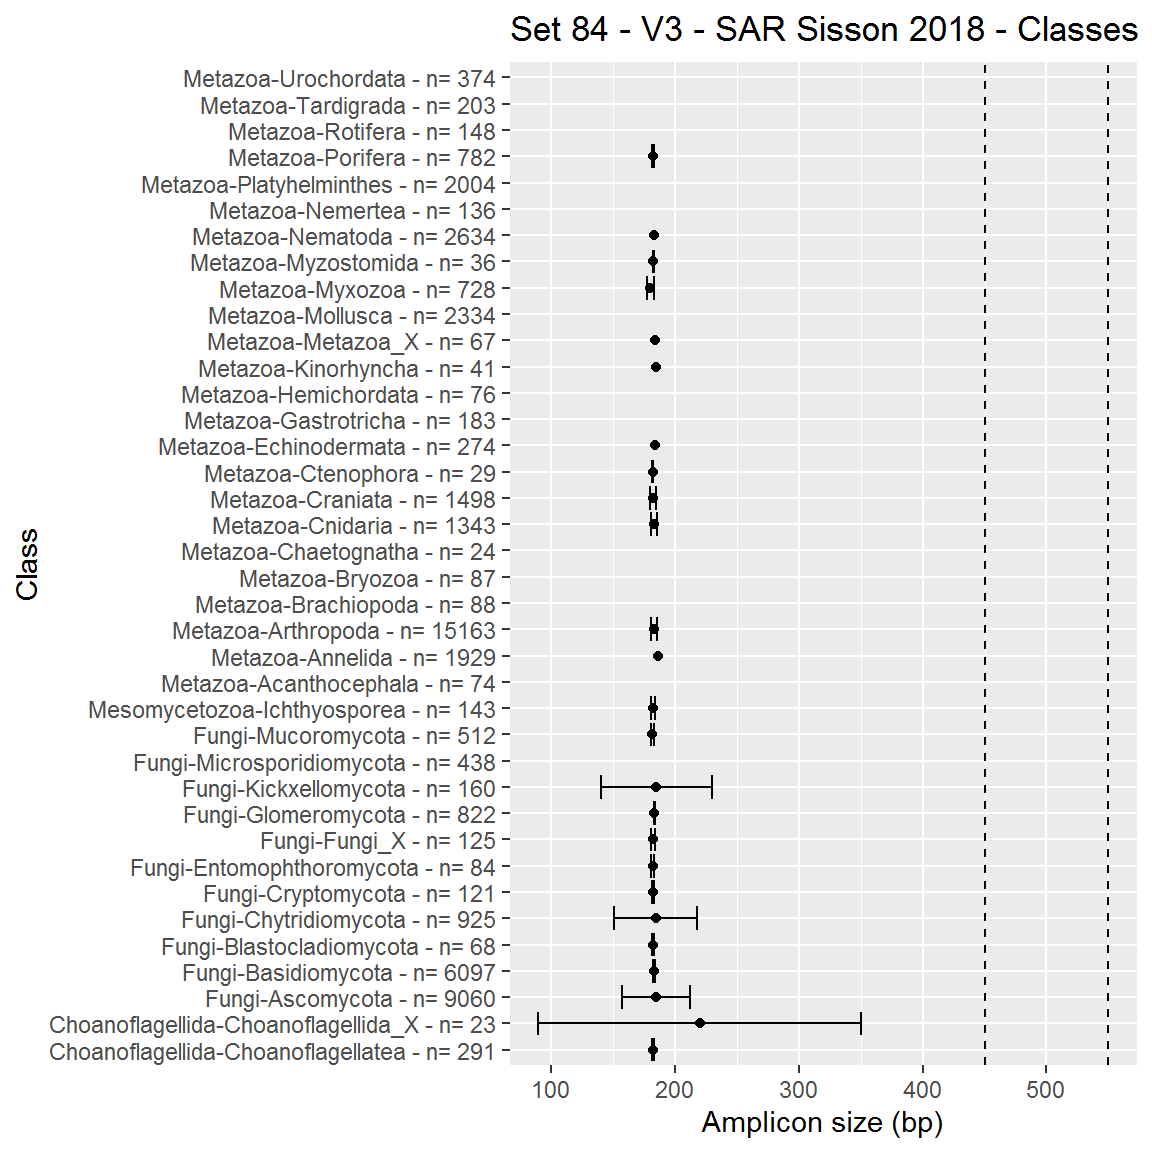 Set 84 - V3 - SAR Sisson 2018 - Classes
Class
Metazoa-Urochordata - n= 374
Metazoa-Tardigrada - n= 203
Metazoa-Rotifera - n= 148
Metazoa-Porifera - n= 782
Metazoa-Platyhelminthes - n= 2004
Metazoa-Nemertea - n= 136
Metazoa-Nematoda - n= 2634
Metazoa-Myzostomida - n= 36
Metazoa-Myxozoa - n= 728
Metazoa-Mollusca - n= 2334
Metazoa-Metazoa_X - n= 67
Metazoa-Kinorhyncha - n= 41
Metazoa-Hemichordata - n= 76
Metazoa-Gastrotricha - n= 183
Metazoa-Echinodermata - n= 274
Metazoa-Ctenophora - n= 29
Metazoa-Craniata - n= 1498
Metazoa-Cnidaria - n= 1343
Metazoa-Chaetognatha - n= 24
Metazoa-Bryozoa - n= 87
Metazoa-Brachiopoda - n= 88
Metazoa-Arthropoda - n= 15163
Metazoa-Annelida - n= 1929
Metazoa-Acanthocephala - n= 74
Mesomycetozoa-Ichthyosporea - n= 143
Fungi-Mucoromycota - n= 512
Fungi-Microsporidiomycota - n= 438
Fungi-Kickxellomycota - n= 160
Fungi-Glomeromycota - n= 822
Fungi-Fungi_X - n= 125
Fungi-Entomophthoromycota - n= 84
Fungi-Cryptomycota - n= 121
Fungi-Chytridiomycota - n= 925
Fungi-Blastocladiomycota - n= 68
Fungi-Basidiomycota - n= 6097
Fungi-Ascomycota - n= 9060
Choanoflagellida-Choanoflagellida_X - n= 23
Choanoflagellida-Choanoflagellatea - n= 291
100 200 300 400 500
Amplicon size (bp)